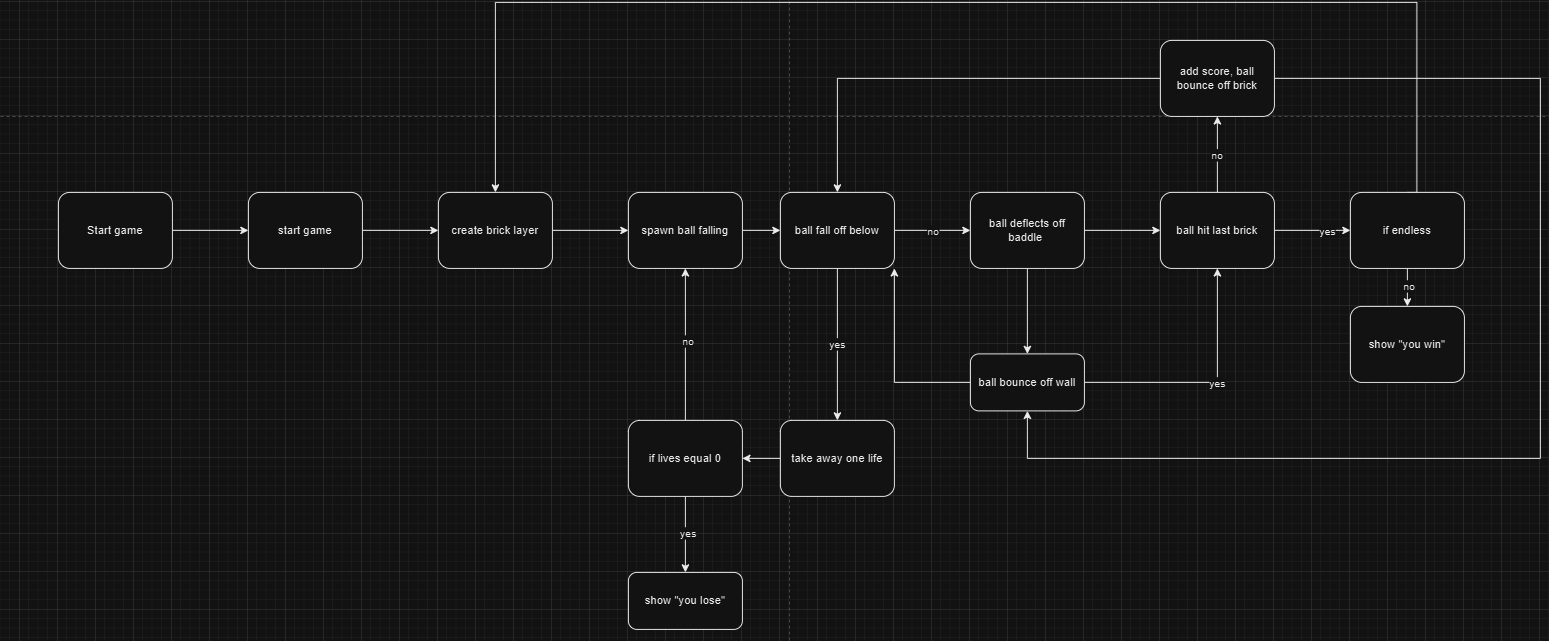 add score, ball
bounce off brick
no
Start game
start game
create brick layer
spawn ball falling
ball fall off below
no
ball deflects off
baddle
ball hit last brick
yes
if endless
no
show "you win"
no
yes
ball bounce off wall
yes
if lives equal 0
take away one life
yes
show "you lose"